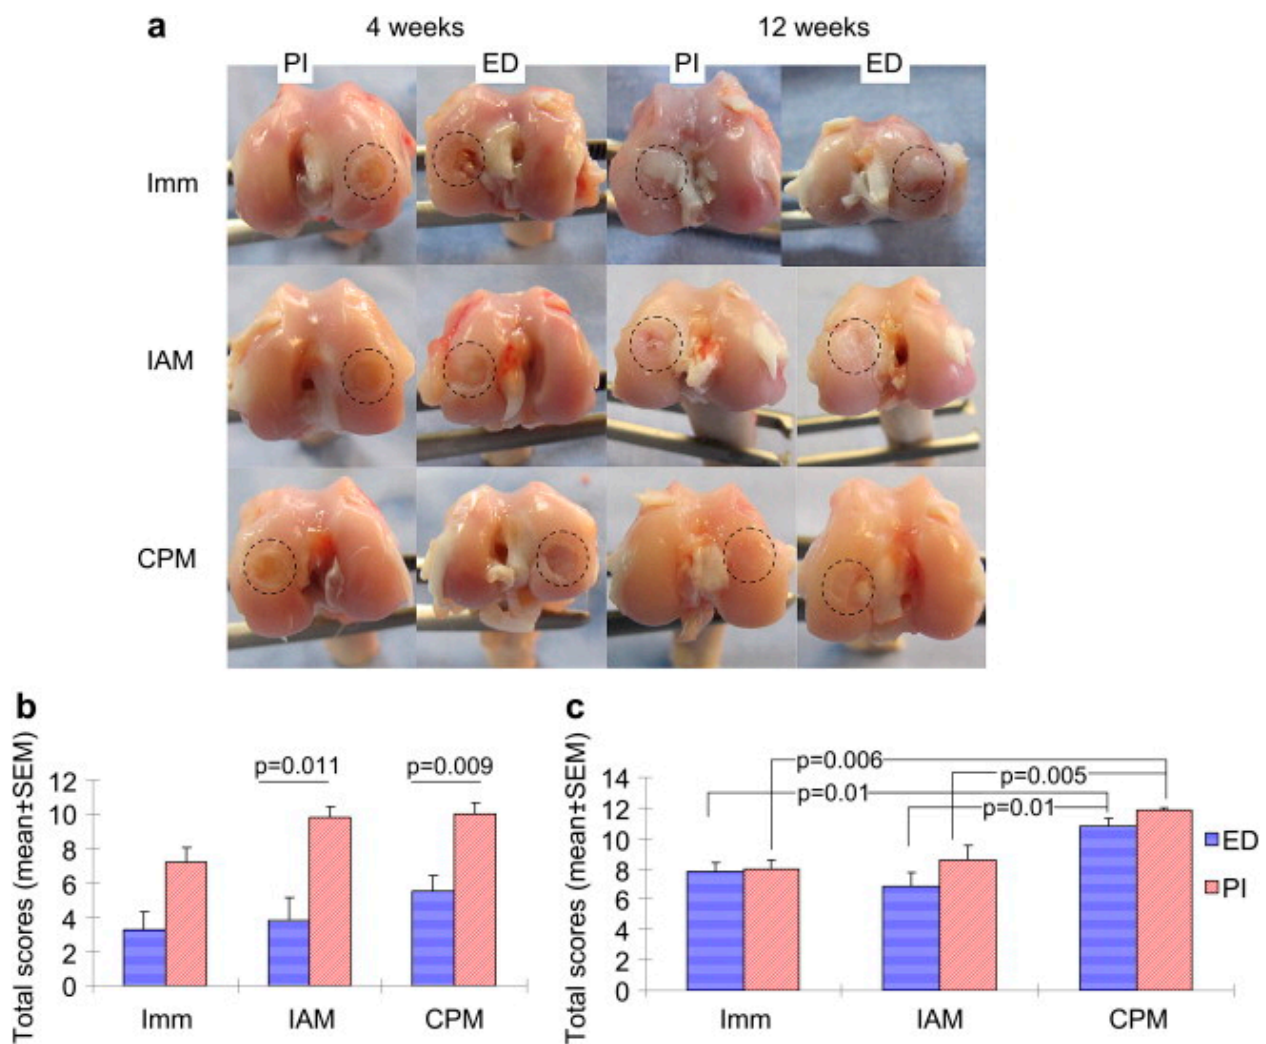 a
4 weeks 12 weeks
PI ED PI ED
Imm
IAM
CPM
b
Total scores (mean±SEM)
12
10
8
6
4
2
0
p=0.011 p=0.009
Imm IAM CPM
c
Total scores (mean±SEM)
14
12
10
8
6
4
2
0
p=0.006
p=0.005
p=0.01
p=0.01
Imm IAM CPM
ED
PI